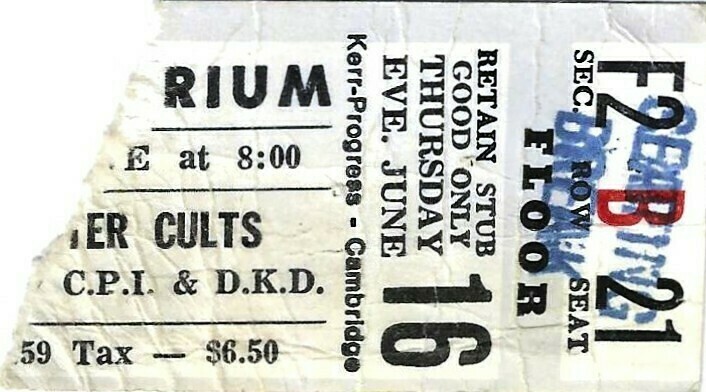 RIUM
E at 8:00
ER CULTS
C.P.I. & D.K.D.
.59 Tax — $6.50
Kerr-Progress - Cambridge
RETAIN STUB
GOOD ONLY
THURSDAY
EVE. JUNE
16
FLOOR
SEC. ROW SEAT
F2 B 21
SEATING